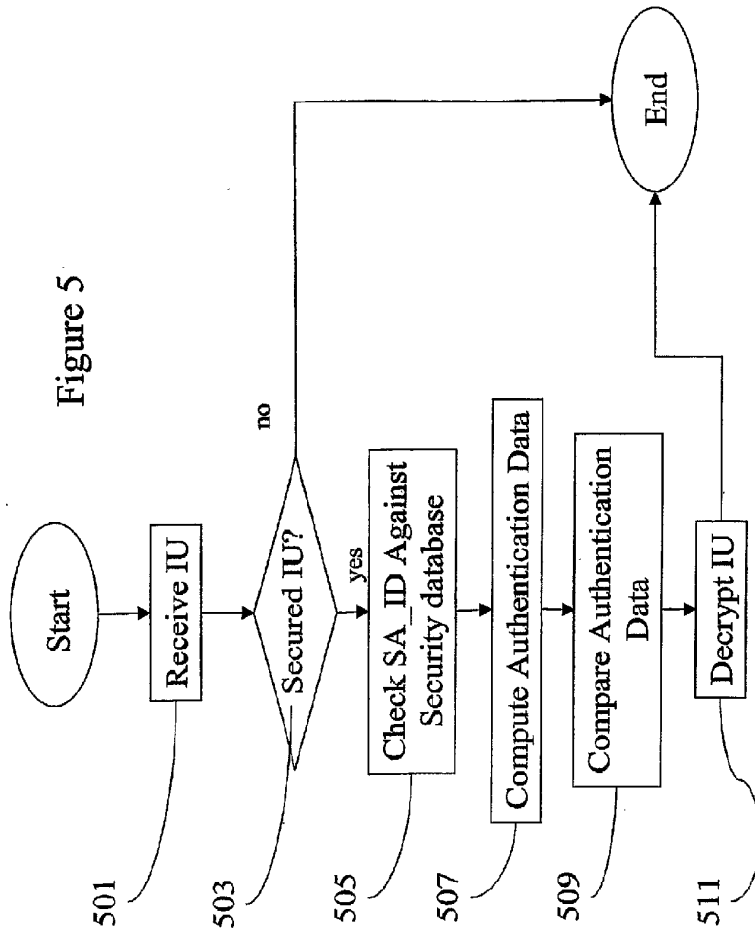 Figure 5
Start
501
Receive IU
503
Secured IU?
no
yes
505
Check SA_ID Against
Security database
507
Compute Authentication Data
509
Compare Authentication
Data
511
Decrypt IU
End